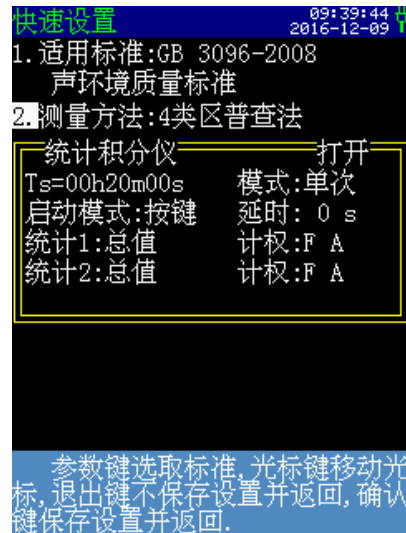 快速设置 09:39:44
2016-12-09
1.适用标准:GB 3096-2008
声环境质量标准
2.测量方法:4类区普查法
统计积分仪 打开
Ts=00h20m00s 模式:单次
启动模式:按键 延时: 0 s
统计1:总值 计权:F A
统计2:总值 计权:F A
参数键选取标准,光标键移动光
标,退出键不保存设置并返回,确认
键保存设置并返回.